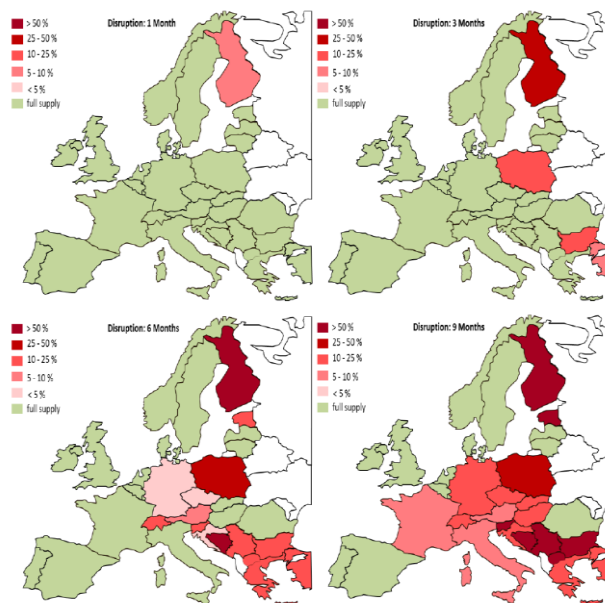 Disruption: 1 Month
> 50 %
25 - 50 %
10 - 25 %
5 - 10 %
< 5 %
full supply
Disruption: 3 Months
> 50 %
25 - 50 %
10 - 25 %
5 - 10 %
< 5 %
full supply
Disruption: 6 Months
> 50 %
25 - 50 %
10 - 25 %
5 - 10 %
< 5 %
full supply
Disruption: 9 Months
> 50 %
25 - 50 %
10 - 25 %
5 - 10 %
< 5 %
full supply